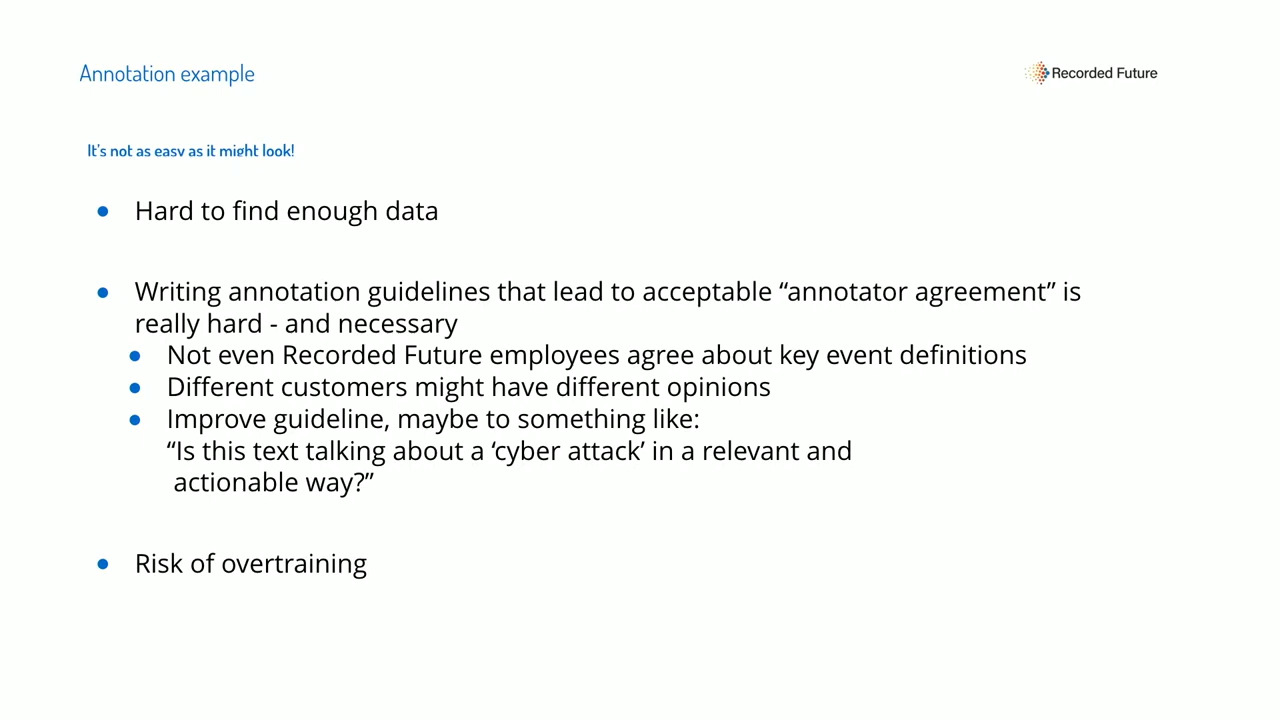 Annotation example
Recorded Future
It's not as easy as it might look!
● Hard to find enough data
● Writing annotation guidelines that lead to acceptable “annotator agreement” is
really hard - and necessary
● Not even Recorded Future employees agree about key event definitions
● Different customers might have different opinions
● Improve guideline, maybe to something like:
“Is this text talking about a ‘cyber attack’ in a relevant and
actionable way?”
● Risk of overtraining